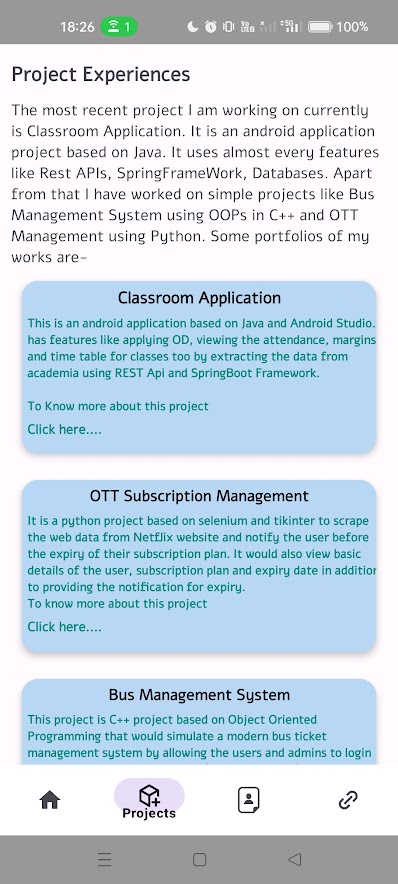 18:26
1
Vo
LTE
5G
100%
Project Experiences
The most recent project I am working on currently
is Classroom Application. It is an android application
project based on Java. It uses almost every features
like Rest APIs, SpringFrameWork, Databases. Apart
from that I have worked on simple projects like Bus
Management System using OOPs in C++ and OTT
Management using Python. Some portfolios of my
works are-
Classroom Application
This is an android application based on Java and Android Studio.
has features like applying OD, viewing the attendance, margins
and time table for classes too by extracting the data from
academia using REST Api and SpringBoot Framework.
To Know more about this project
Click here....
OTT Subscription Management
It is a python project based on selenium and tikinter to scrape
the web data from Netflix website and notify the user before
the expiry of their subscription plan. It would also view basic
details of the user, subscription plan and expiry date in addition
to providing the notification for expiry.
To know more about this project
Click here....
Bus Management System
This project is C++ project based on Object Oriented
Programming that would simulate a modern bus ticket
management system by allowing the users and admins to login
Projects